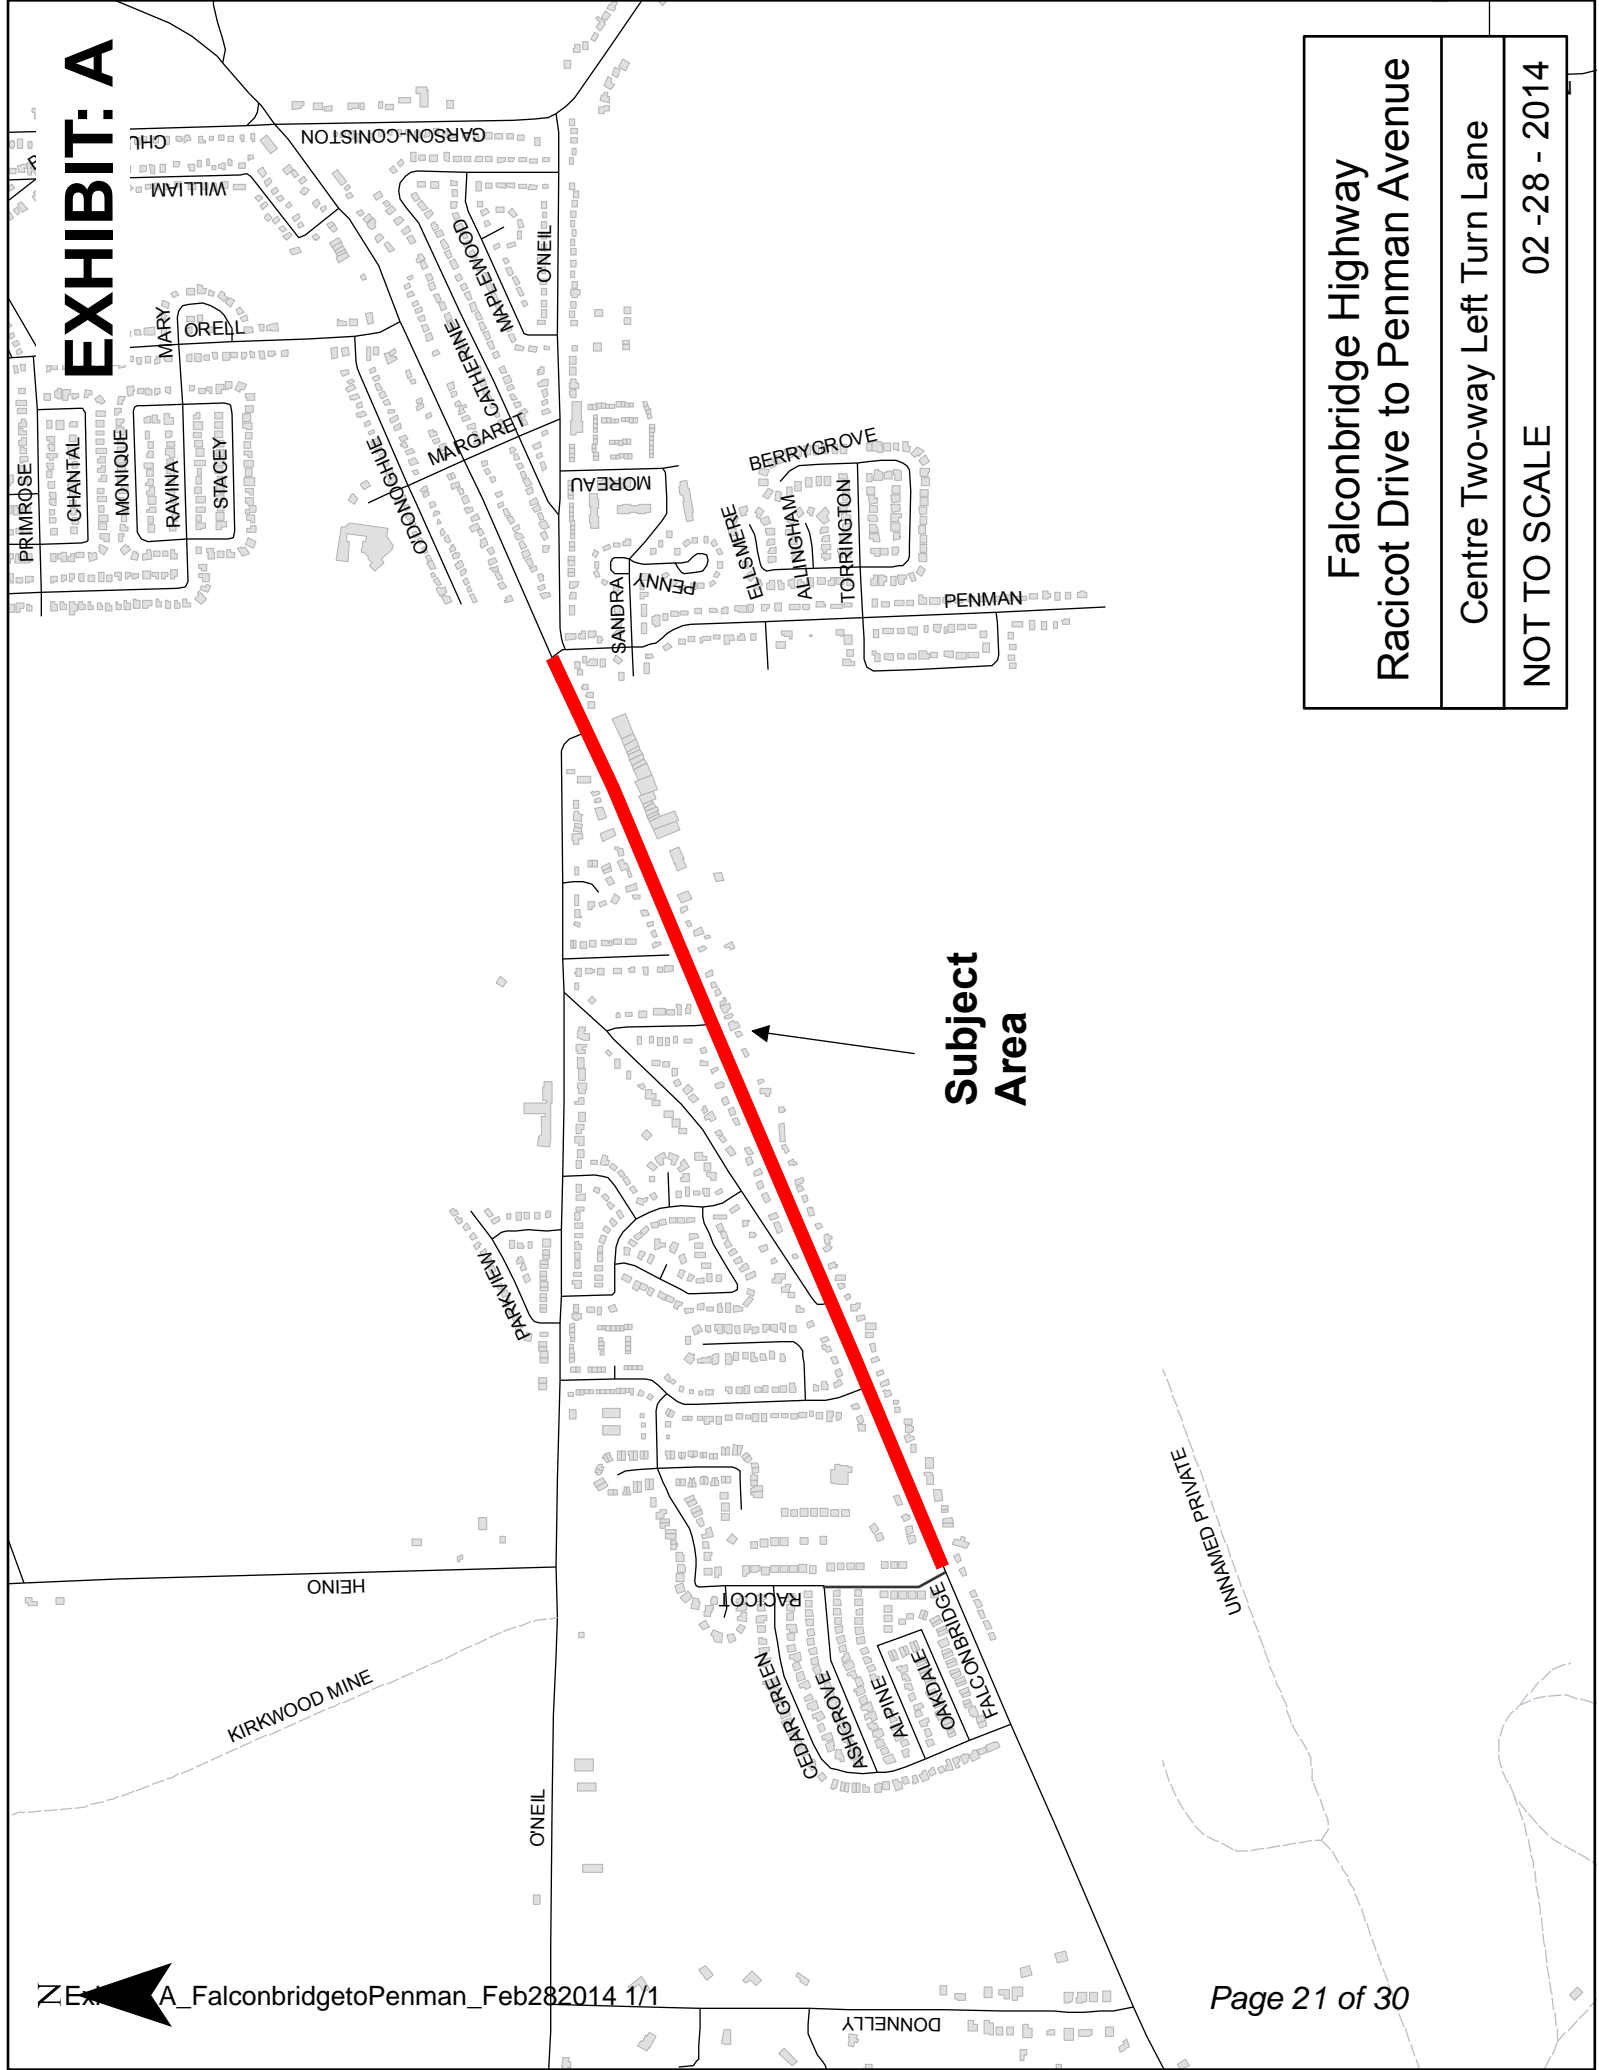 EXHIBIT: A
CHU
WILLIAM
GARSON-CONISTON
MARY
ORELL
MAPLEWOOD
O'NEIL
CATHERINE
MARGARET
ODONOGHUE
PRIMROSE
CHANTAL
MONIQUE
RAVINA
STACEY
MOREAU
BERRYGROVE
ELLSMERE
ALLINGHAM
TORRINGTON
SANDRA
PENNY
PENMAN
Falconbridge Highway
Racicot Drive to Penman Avenue
Centre Two-way Left Turn Lane
NOT TO SCALE 02 -28 - 2014
Subject
Area
PARKVIEW
HEINO
KIRKWOOD MINE
O'NEIL
RACICOT
CEDAR GREEN
ASHGROVE
ALPINE
OAKDALE
FALCONBRIDGE
UNNAMED PRIVATE
DONNELLY
N
A_FalconbridgetoPenman_Feb282014 1/1
Page 21 of 30